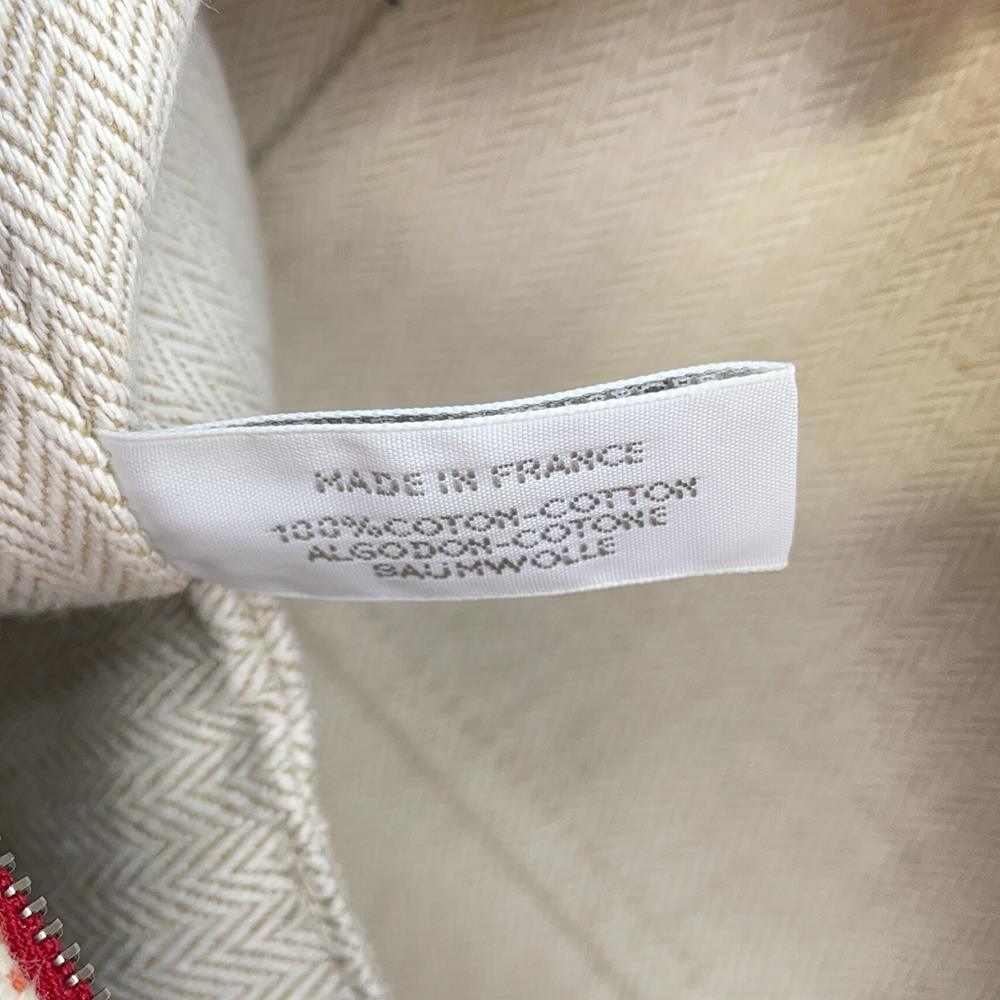 MADE IN FRANCE
100%-COTON-COTTON
ALGODON-COTONE
BAUMWOLLE